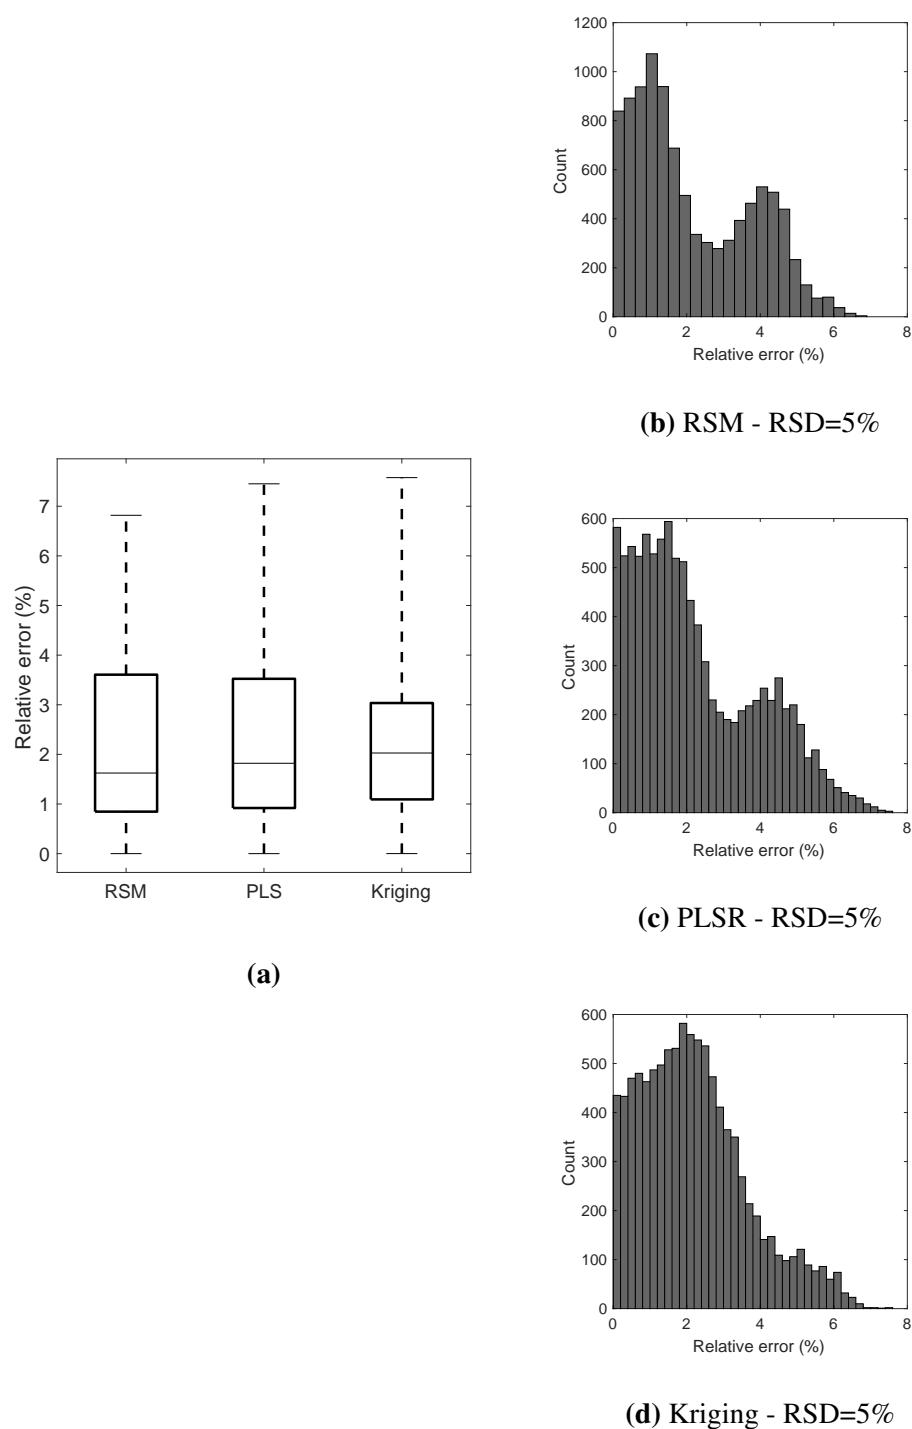 1200
1000
800
600
400
200
0
Count
0 2 4 6 8
Relative error (%)
(b) RSM - RSD=5%
7
6
5
4
3
2
1
0
Relative error (%)
RSM PLS Kriging
(a)
600
500
400
300
200
100
0
Count
0 2 4 6 8
Relative error (%)
(c) PLSR - RSD=5%
600
500
400
300
200
100
0
Count
0 2 4 6 8
Relative error (%)
(d) Kriging - RSD=5%